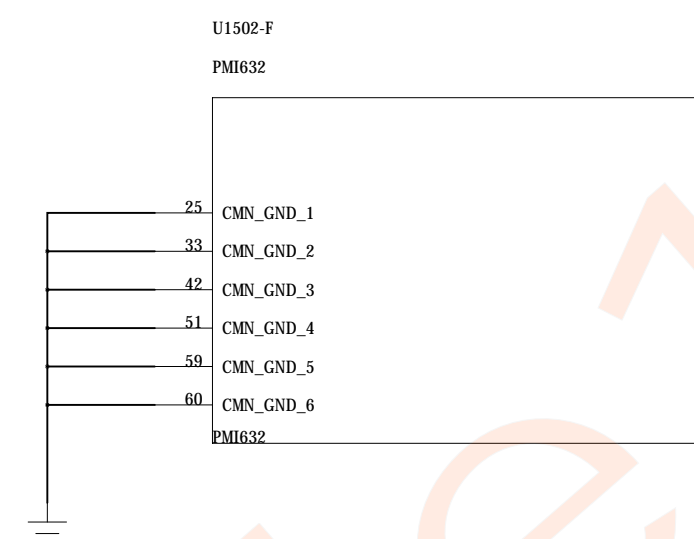 U1502-F
PMI632
25 CMN_GND_1
33 CMN_GND_2
42 CMN_GND_3
51 CMN_GND_4
59 CMN_GND_5
60 CMN_GND_6
PMI632